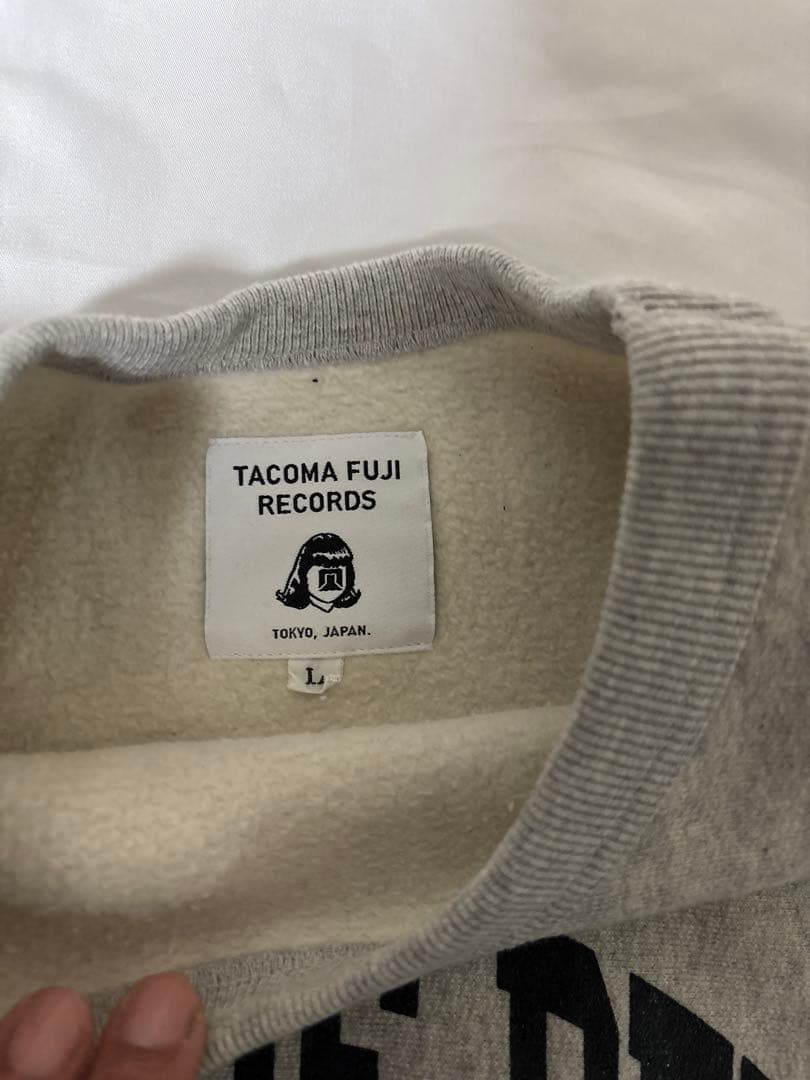 TACOMA FUJI
RECORDS
TOKYO, JAPAN.
L